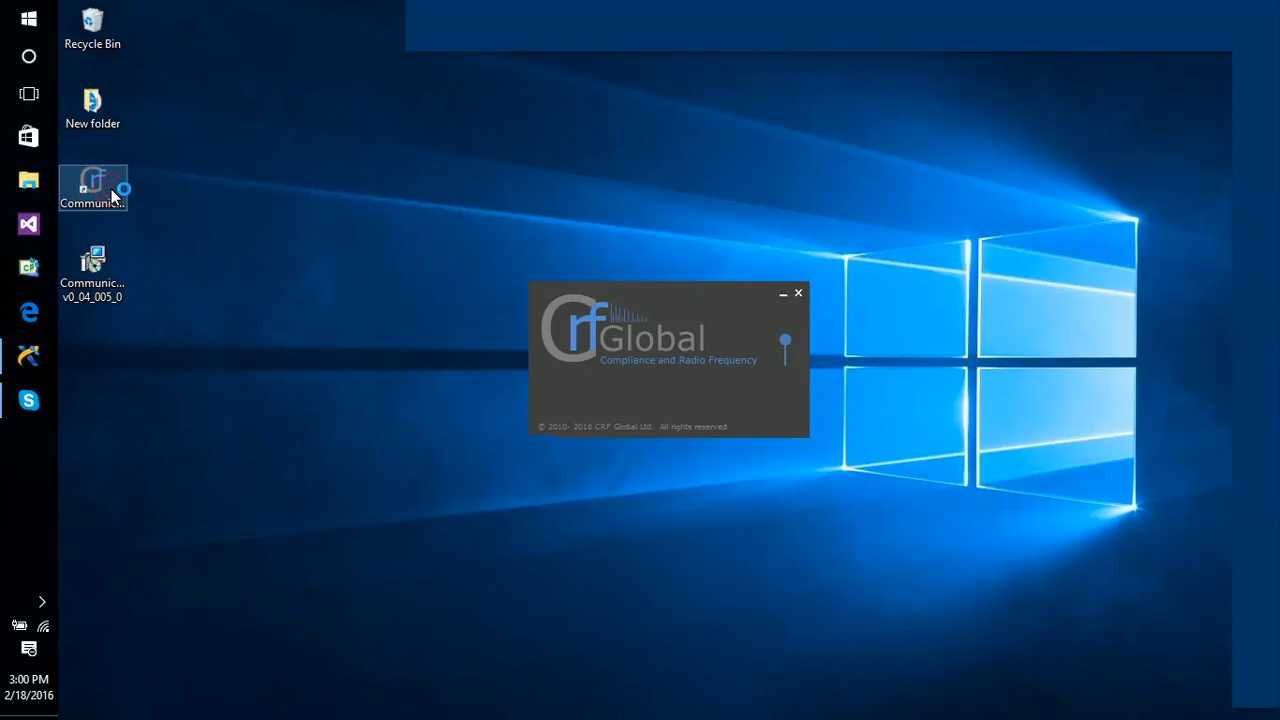 Recycle Bin
New folder
Communic...
Communic...
v0_04_005_0
Crf Global
Compliance and Radio Frequency
© 2010- 2016 CRF Global Ltd. All rights reserved
3:00 PM
2/18/2016